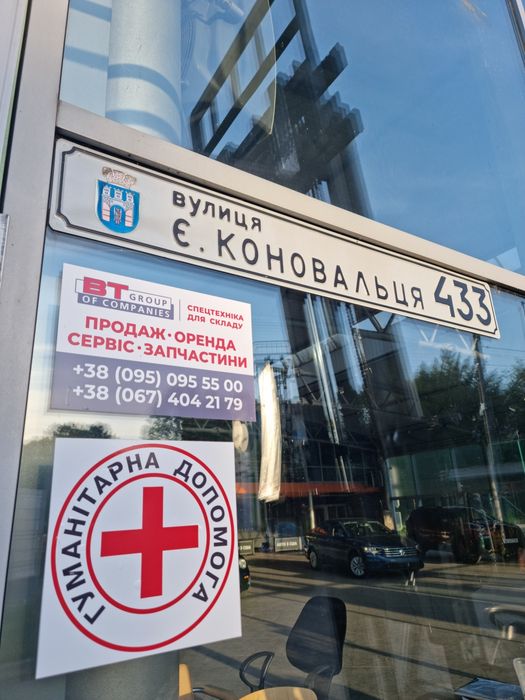 вулиця
Є. КОНОВАЛЬЦЯ 433
BT GROUP
OF COMPANIES
СПЕЦТЕХНІКА
ДЛЯ СКЛАДУ
ПРОДАЖ·ОРЕНДА
СЕРВІС·ЗАПЧАСТИНИ
+38 (095) 095 55 00
+38 (067) 404 21 79
ГУМАНІТАРНА ДОПОМОГА